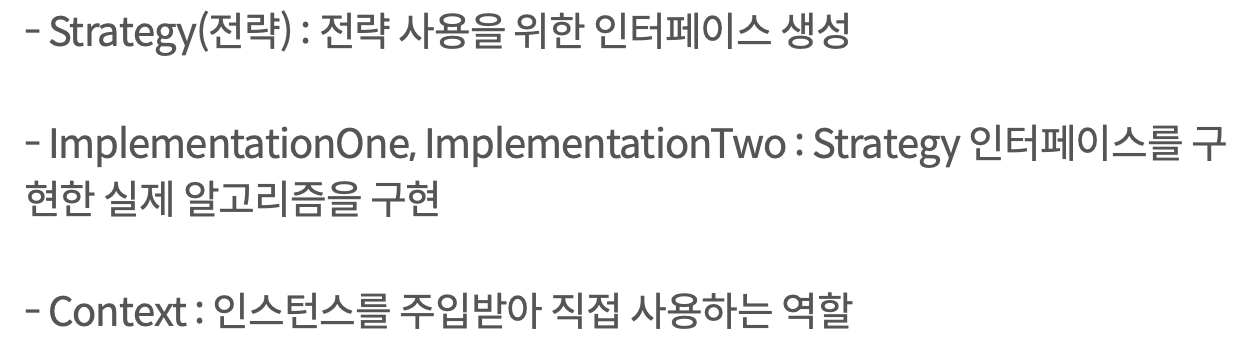 - Strategy(전략) : 전략 사용을 위한 인터페이스 생성
- ImplementationOne, ImplementationTwo : Strategy 인터페이스를 구
현한 실제 알고리즘을 구현
- Context : 인스턴스를 주입받아 직접 사용하는 역할